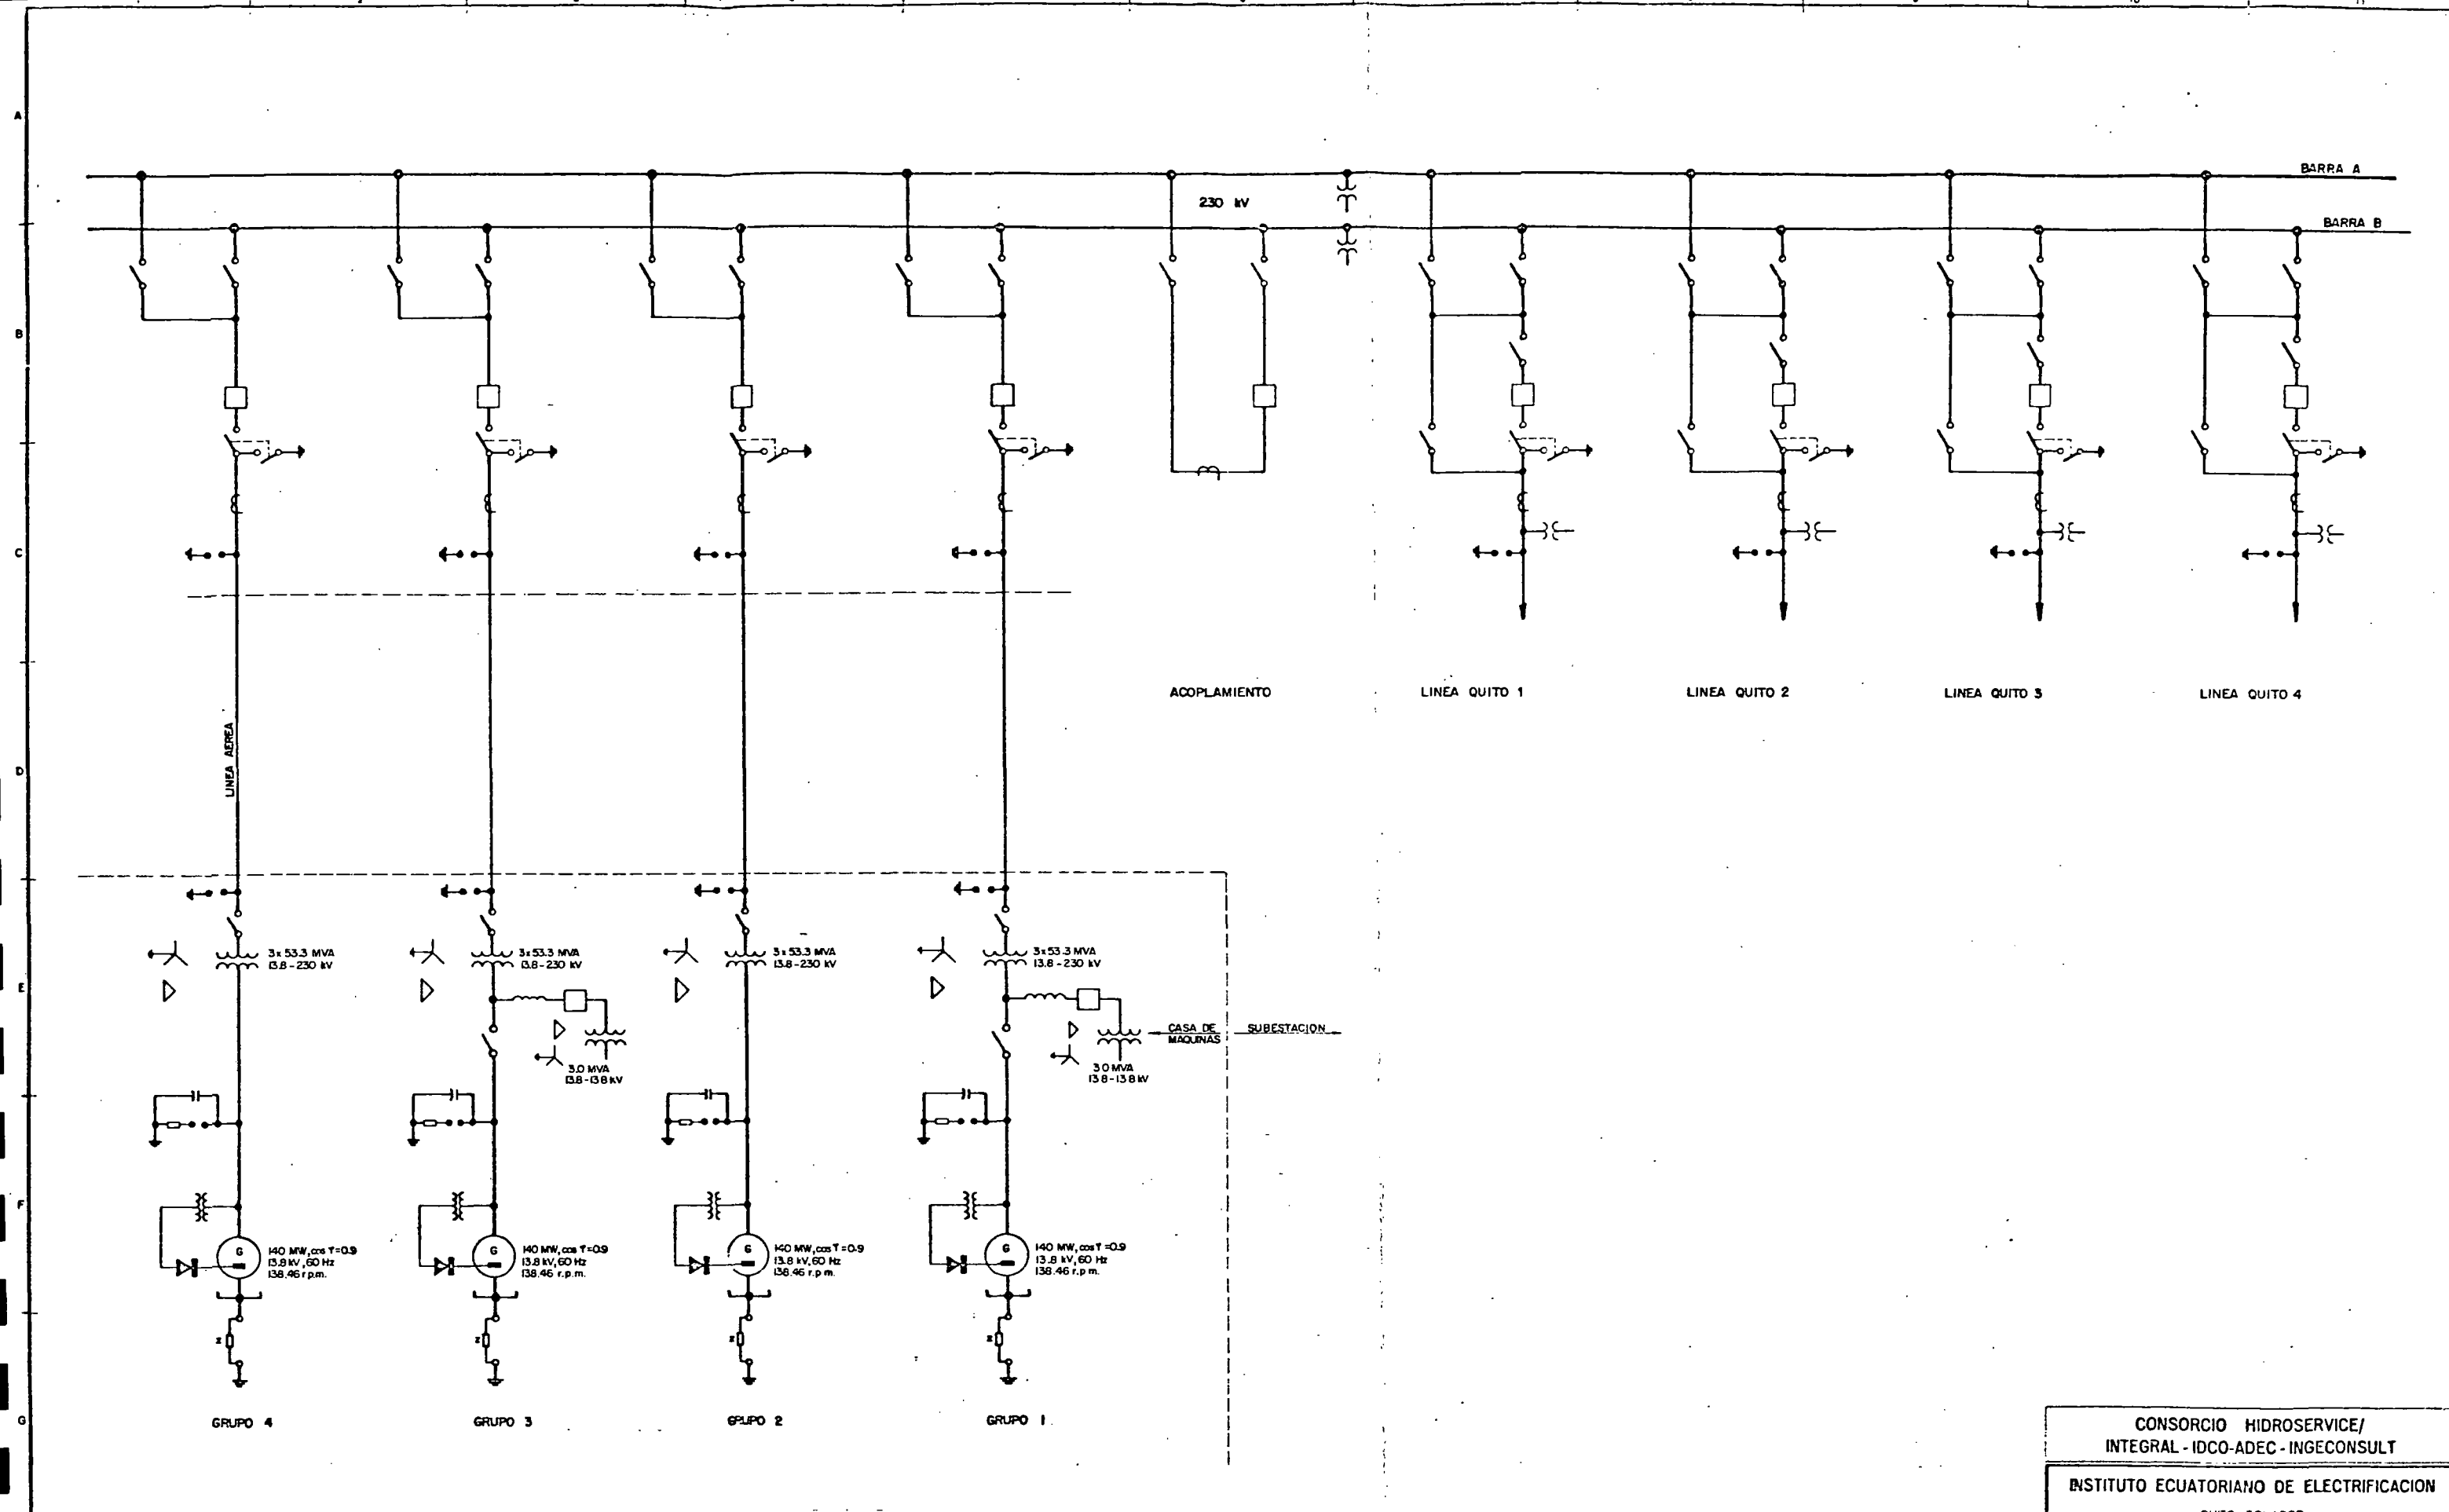 A
BARRA A
230 kV
BARRA B
B
C
ACOPLAMIENTO
LINEA QUITO 1
LINEA QUITO 2
LINEA QUITO 3
LINEA QUITO 4
LINEA AEREA
D
3x53.3 MVA
13.8-230 kV
3x53.3 MVA
13.8-230 kV
3x53.3 MVA
13.8-230 kV
3x53.3 MVA
13.8-230 kV
E
CASA DE
MAQUINAS
SUBESTACION
3.0 MVA
13.8-13.8 kV
3.0 MVA
13.8-13.8 kV
F
G
140 MW, cos φ=0.9
13.8 kV, 60 Hz
138.46 r.p.m.
G
140 MW, cos φ=0.9
13.8 kV, 60 Hz
138.46 r.p.m.
G
140 MW, cos φ=0.9
13.8 kV, 60 Hz
138.46 r.p.m.
G
140 MW, cos φ=0.9
13.8 kV, 60 Hz
138.46 r.p.m.
Z
Z
Z
Z
G
GRUPO 4
GRUPO 3
GRUPO 2
GRUPO 1
CONSORCIO HIDROSERVICE/
INTEGRAL-IDCO-ADEC-INGECONSULT
INSTITUTO ECUATORIANO DE ELECTRIFICACION